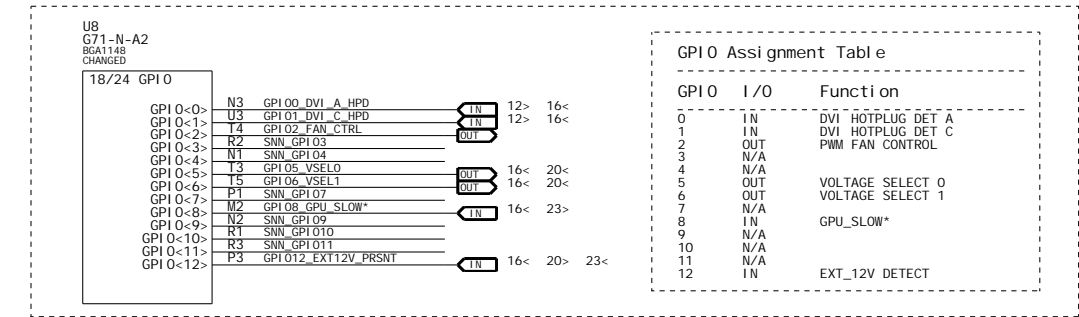 U8
G71-N-A2
BGA1148
CHANGED
18/24 GPIO
GPIO<0> N3 GPIO0_DVI_A_HPD IN 12> 16<
GPIO<1> U3 GPIO1_DVI_C_HPD IN 12> 16<
GPIO<2> T4 GPIO2_FAN_CTRL OUT
GPIO<3> R2 SNN_GPIO3
GPIO<4> N1 SNN_GPIO4
GPIO<5> T3 GPIO5_VSEL0 OUT 16< 20<
GPIO<6> T5 GPIO6_VSEL1 OUT 16< 20<
GPIO<7> P1 SNN_GPIO7
GPIO<8> M2 GPIO8_GPU_SLOW* IN 16< 23>
GPIO<9> N2 SNN_GPIO9
GPIO<10> R1 SNN_GPIO10
GPIO<11> R3 SNN_GPIO11
GPIO<12> P3 GPIO12_EXT12V_PRSNT IN 16< 20> 23<
GPIO Assignment Table
GPIO I/O Function
0 IN DVI HOTPLUG DET A
1 IN DVI HOTPLUG DET C
2 OUT PWM FAN CONTROL
3 N/A
4 N/A
5 OUT VOLTAGE SELECT 0
6 OUT VOLTAGE SELECT 1
7 N/A
8 IN GPU_SLOW*
9 N/A
10 N/A
11 N/A
12 IN EXT_12V DETECT